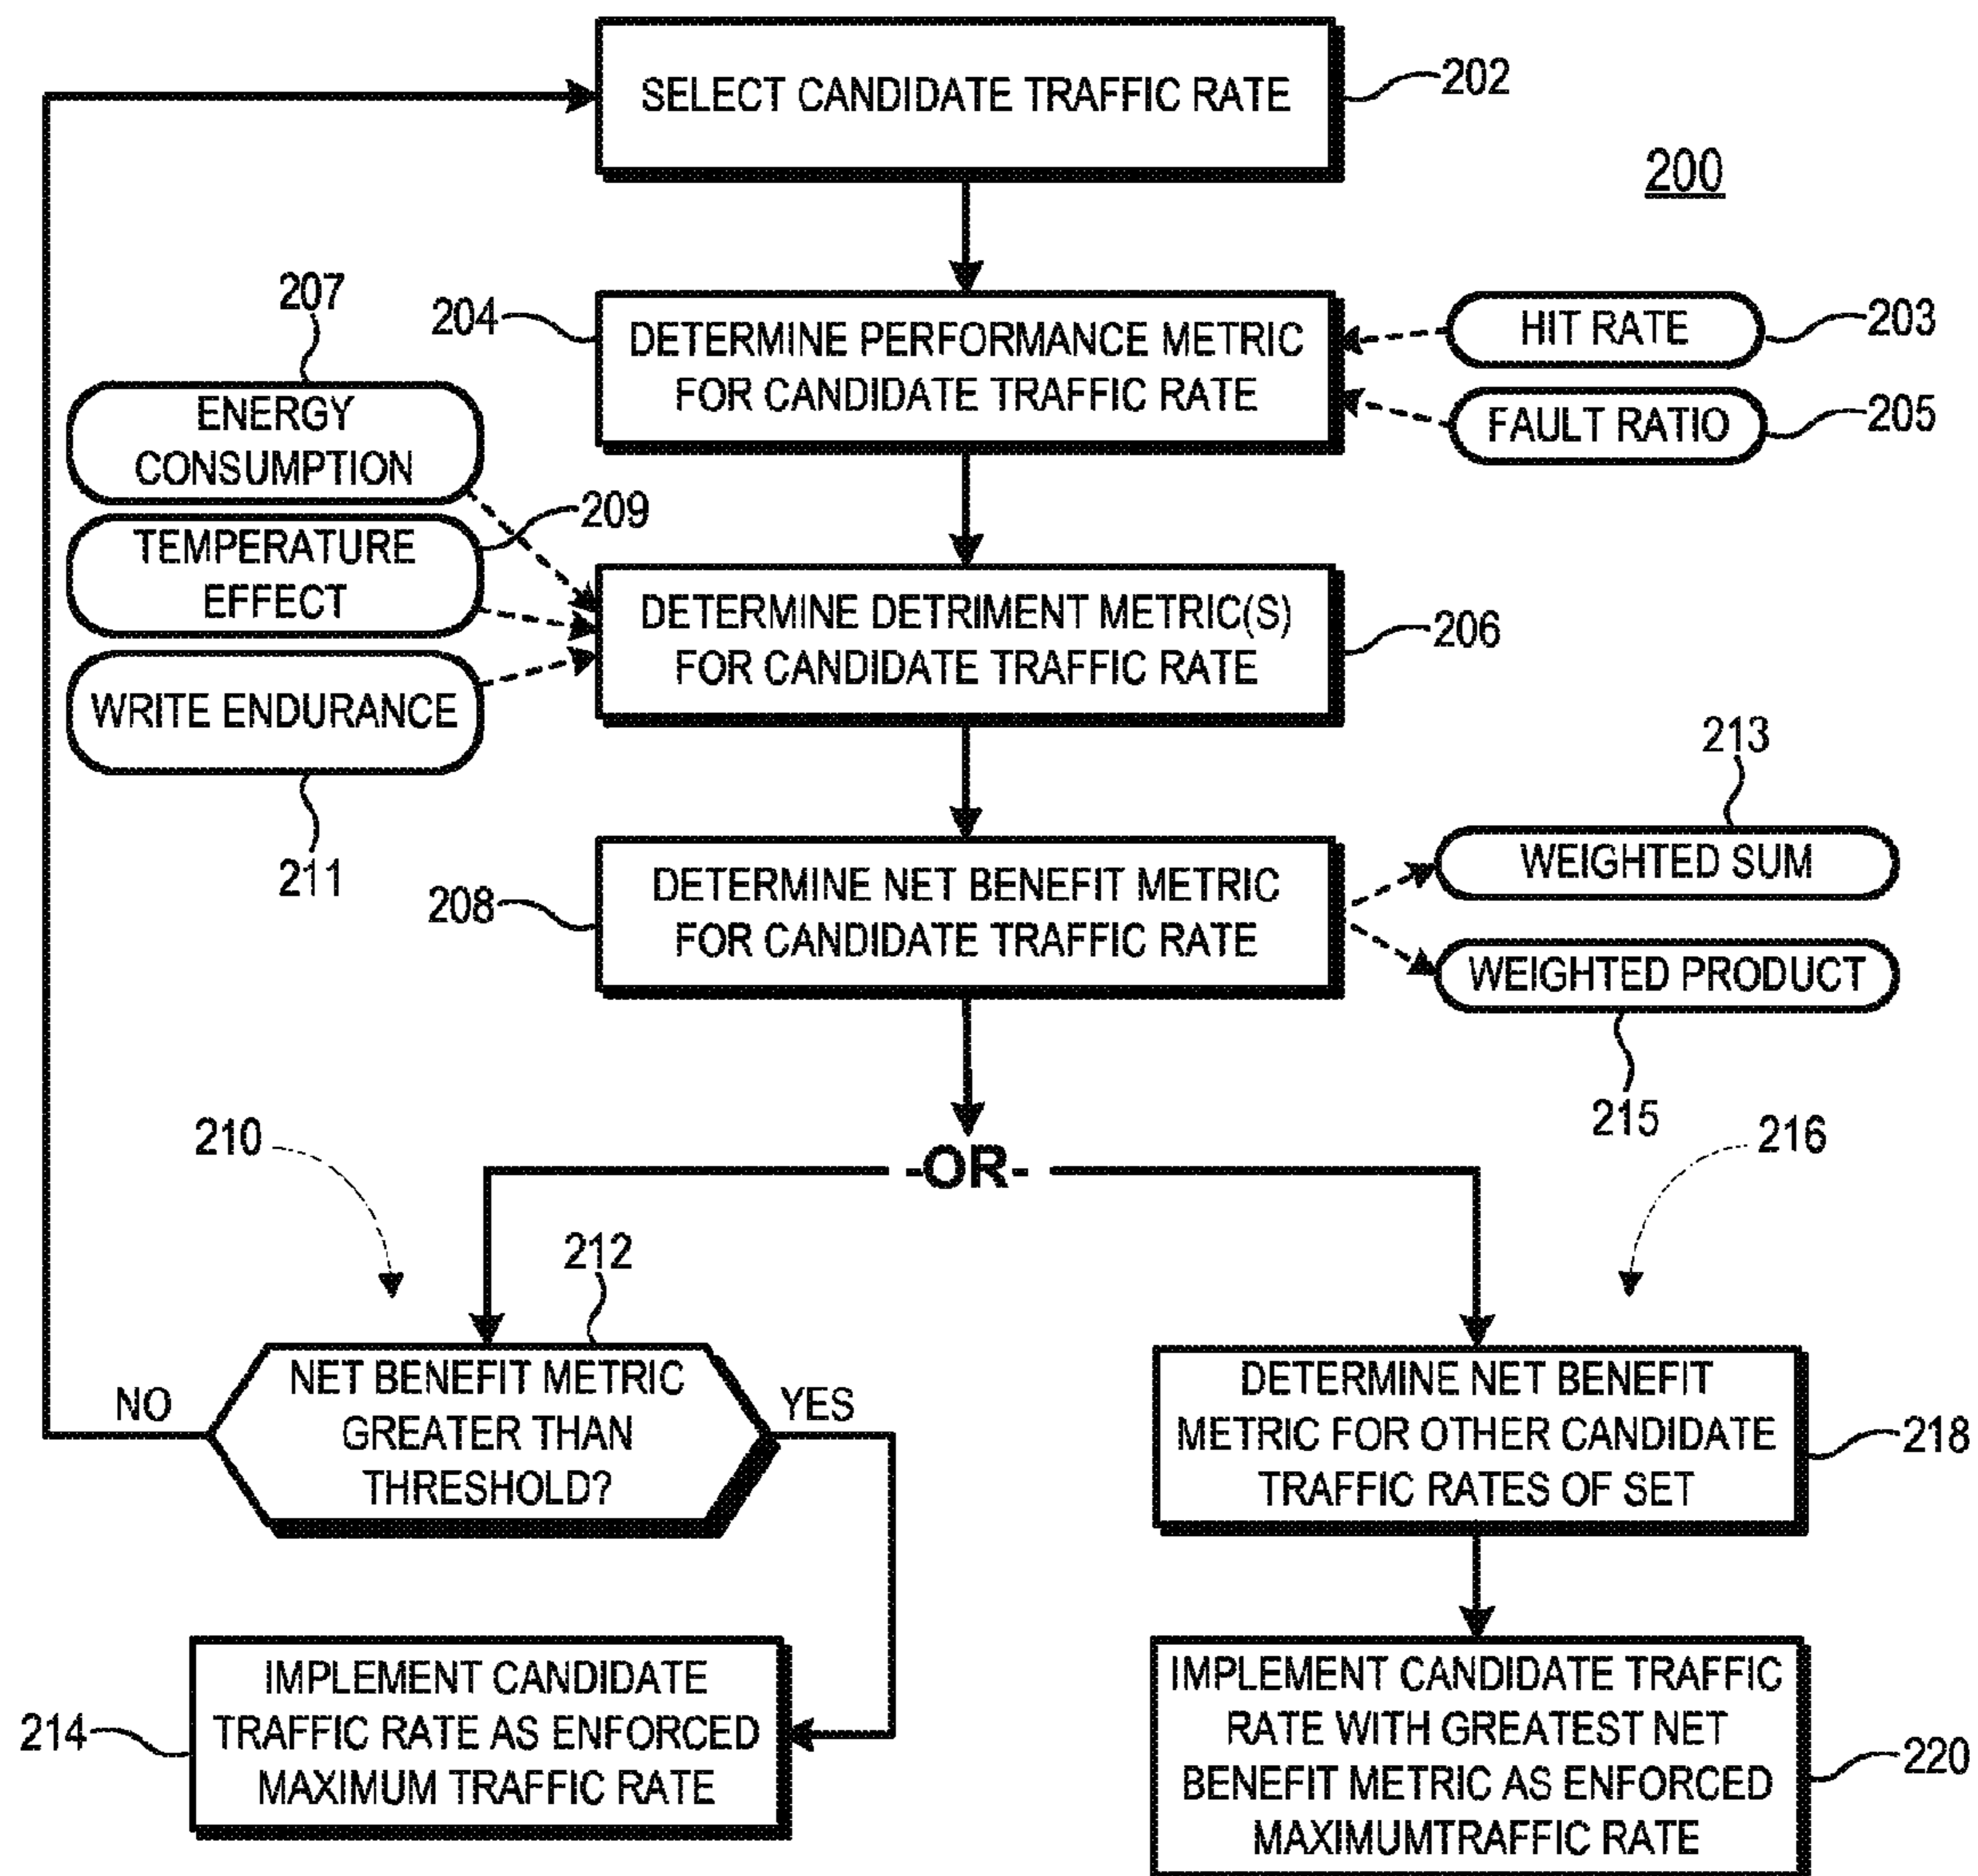 SELECT CANDIDATE TRAFFIC RATE
202
200
207
204
DETERMINE PERFORMANCE METRIC
FOR CANDIDATE TRAFFIC RATE
HIT RATE
203
FAULT RATIO
205
ENERGY
CONSUMPTION
209
TEMPERATURE
EFFECT
WRITE ENDURANCE
211
DETERMINE DETRIMENT METRIC(S)
FOR CANDIDATE TRAFFIC RATE
206
213
208
DETERMINE NET BENEFIT METRIC
FOR CANDIDATE TRAFFIC RATE
WEIGHTED SUM
WEIGHTED PRODUCT
215
210
-OR-
216
212
NO
NET BENEFIT METRIC
GREATER THAN
THRESHOLD?
YES
DETERMINE NET BENEFIT
METRIC FOR OTHER CANDIDATE
TRAFFIC RATES OF SET
218
214
IMPLEMENT CANDIDATE
TRAFFIC RATE AS ENFORCED
MAXIMUM TRAFFIC RATE
IMPLEMENT CANDIDATE TRAFFIC
RATE WITH GREATEST NET
BENEFIT METRIC AS ENFORCED
MAXIMUMTRAFFIC RATE
220